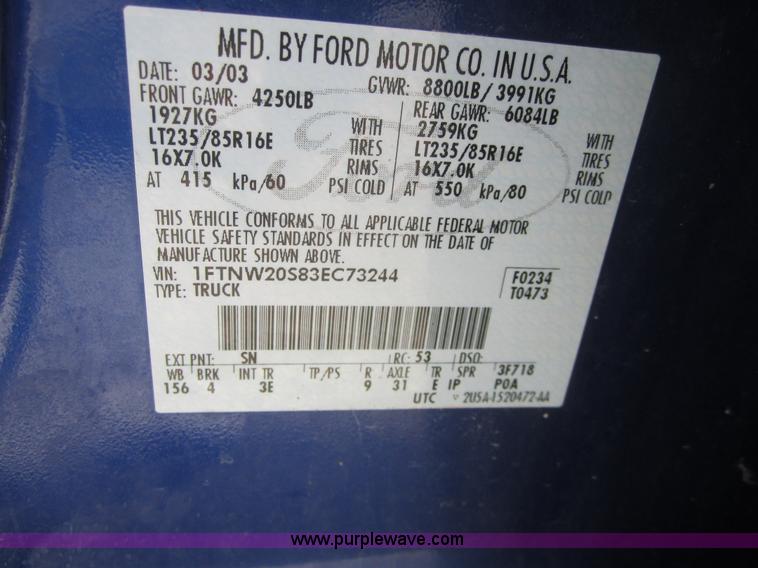 MFD. BY FORD MOTOR CO. IN U.S.A.
DATE: 03/03 GVWR: 8800LB/ 3991KG
FRONT GAWR: 4250LB REAR GAWR: 6084LB
1927KG WITH 2759KG WITH
LT235/85R16E TIRES LT235/85R16E TIRES
16X7.0K RIMS 16X7.0K RIMS
AT 415 kPa/60 PSI COLD AT 550 kPa/80 PSI COLD
THIS VEHICLE CONFORMS TO ALL APPLICABLE FEDERAL MOTOR
VEHICLE SAFETY STANDARDS IN EFFECT ON THE DATE OF
MANUFACTURE SHOWN ABOVE.
VIN: 1FTNW20S83EC73244 F0234
TYPE: TRUCK T0473
EXT PNT: SN RC: 53 DSO:
WB BRK INT TR TP/PS R AXLE TR SPR 3F718
156 4 3E 9 31 E IP POA
UTC 2U5A-1520472-AA
Ford
www.purplewave.com